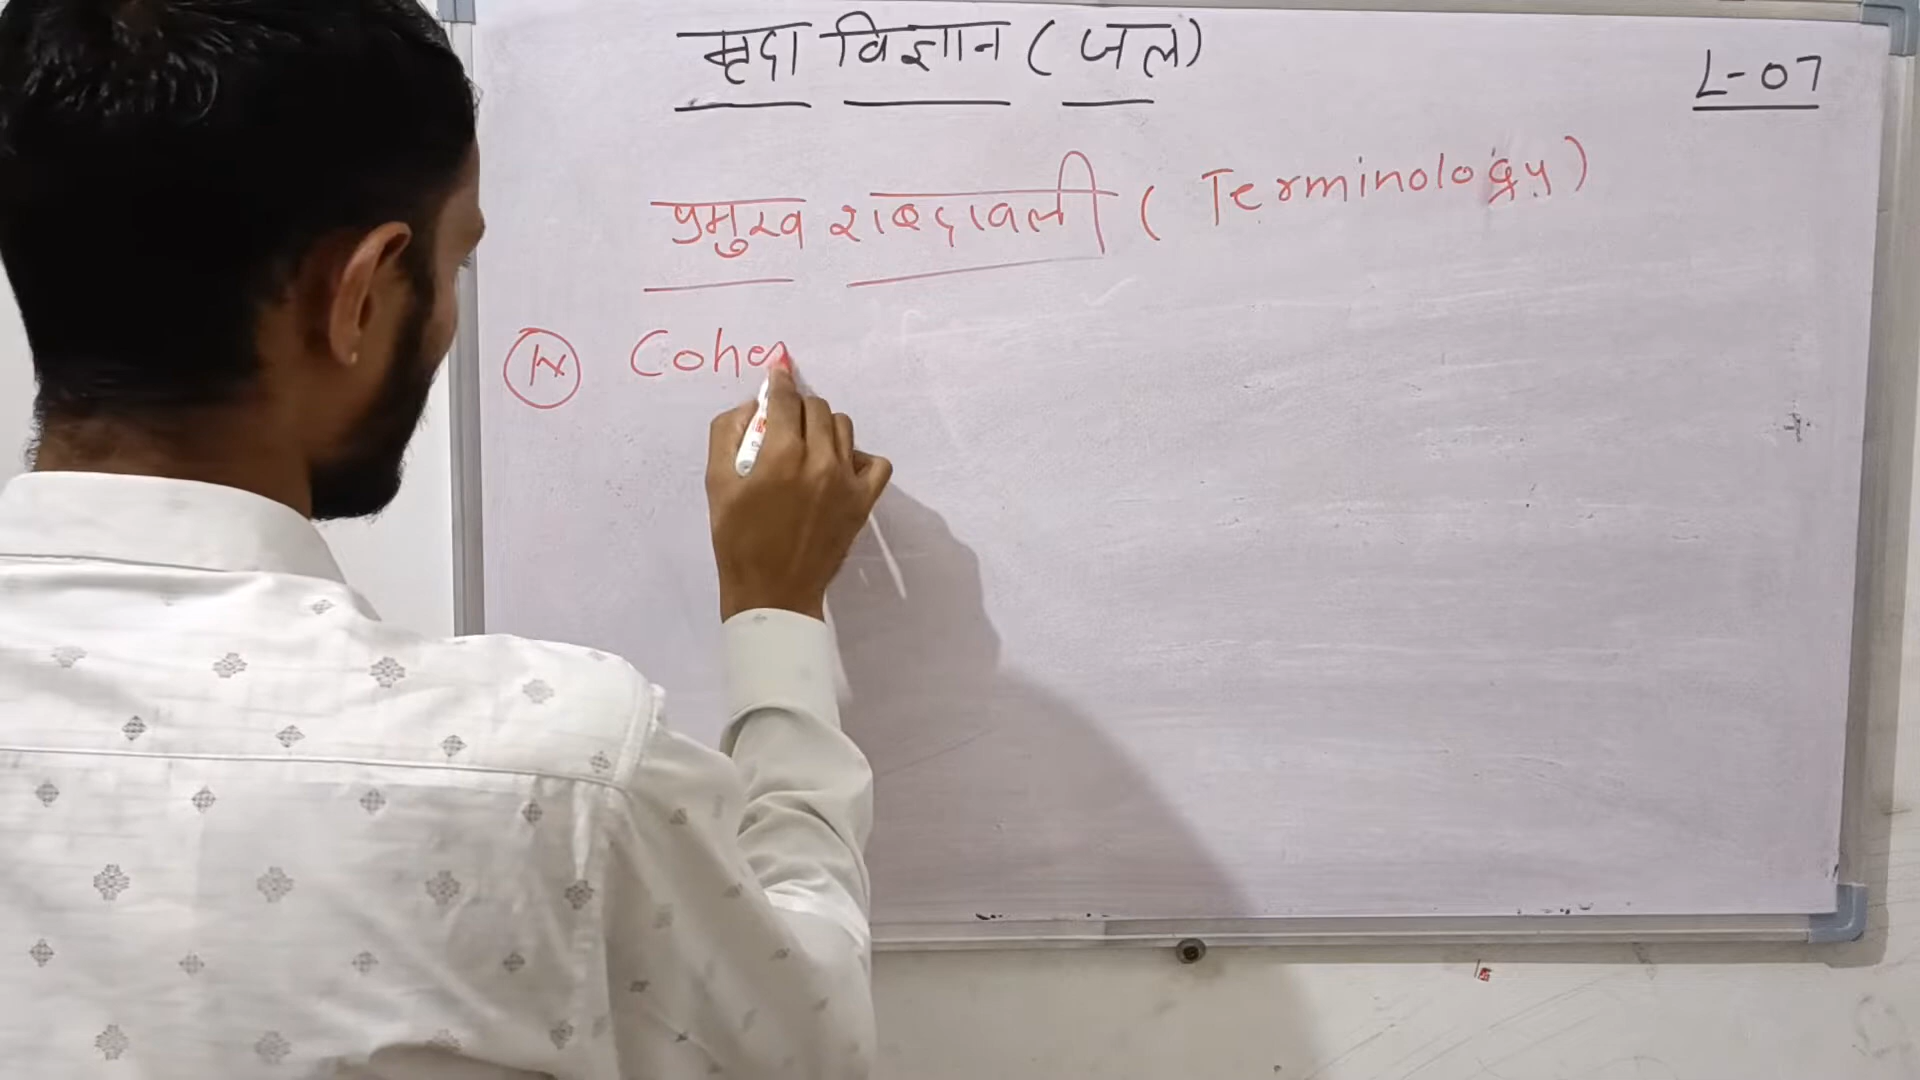 मृदा विज्ञान ( जल )
L-07
प्रमुख शब्दावली ( Terminology )
Cohe